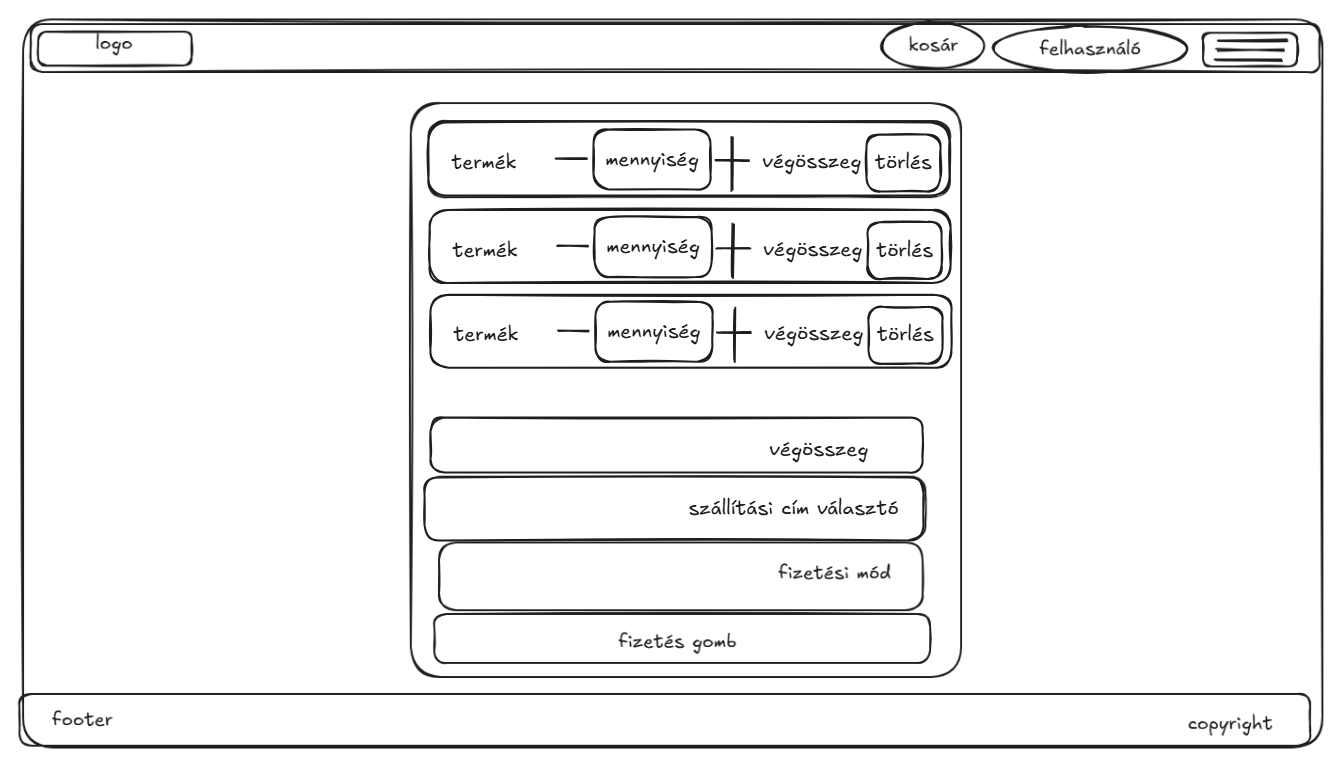 logo
kosár
felhasználó
termék mennyiség végösszeg törlés
termék mennyiség végösszeg törlés
termék mennyiség végösszeg törlés
végösszeg
szállítási cím választó
fizetési mód
fizetés gomb
footer
copyright